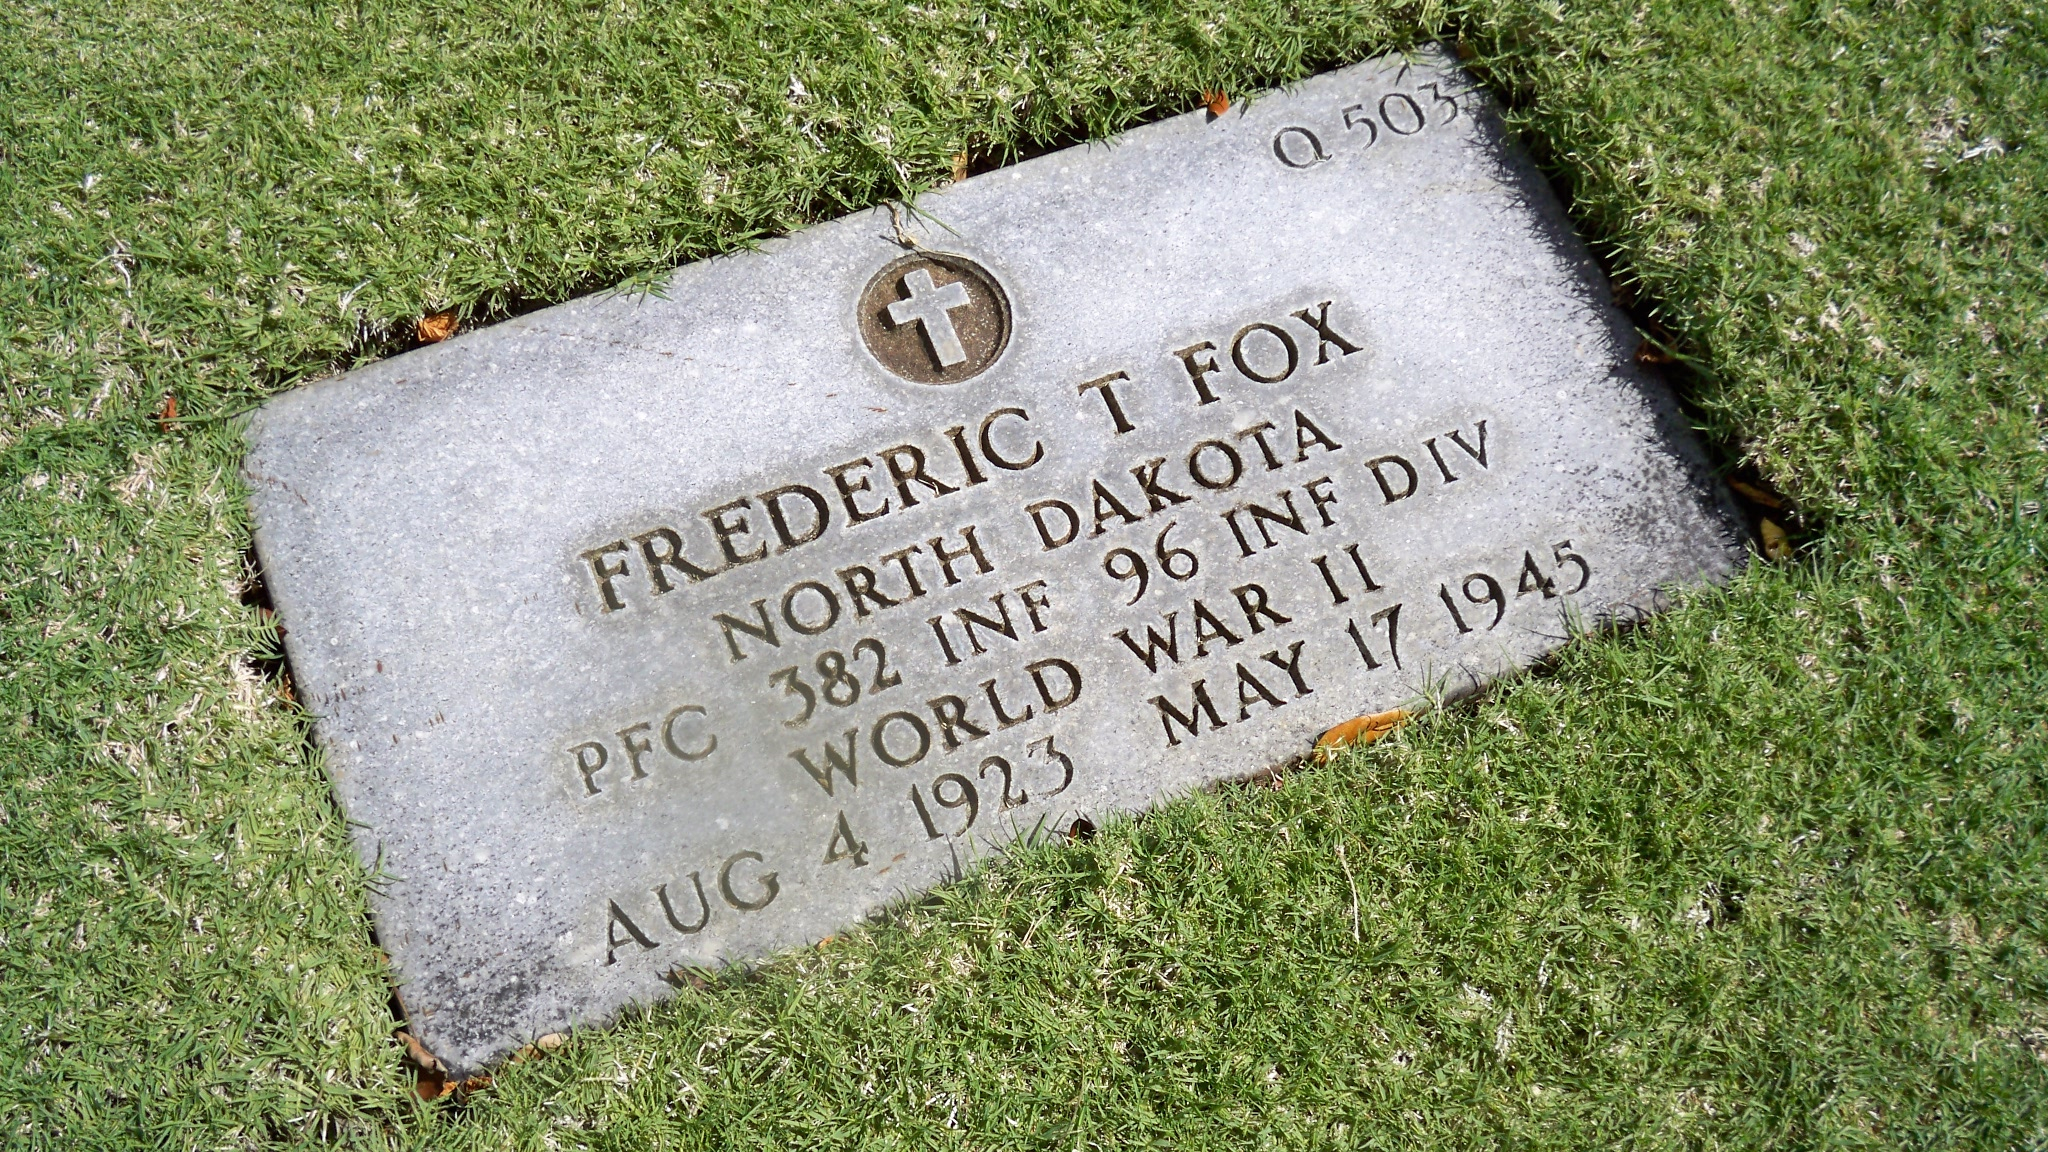 Q 503
FREDERIC T FOX
NORTH DAKOTA
PFC 382 INF 96 INF DIV
WORLD WAR II
AUG 4 1923 MAY 17 1945